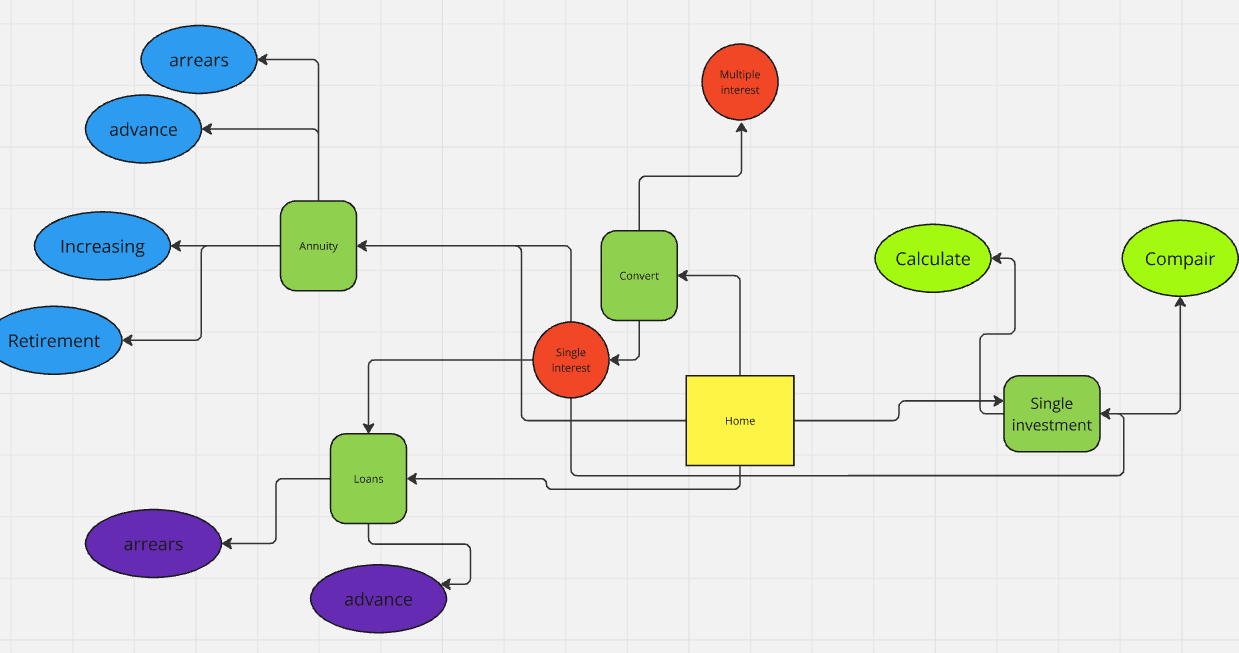 arrears
Multiple
interest
advance
Increasing
Annuity
Convert
Calculate
Compair
Retirement
Single
Interest
Home
Single
investment
Loans
arrears
advance